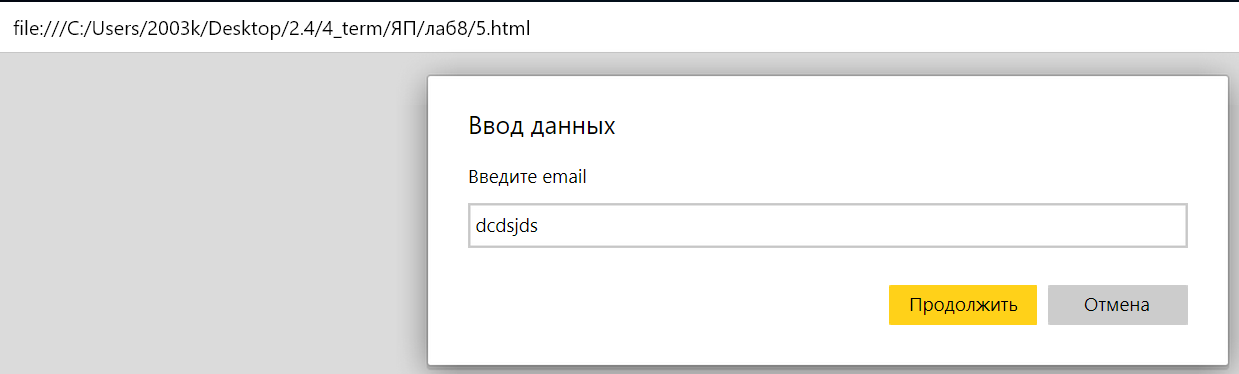 file:///C:/Users/2003k/Desktop/2.4/4_term/ЯП/лаб8/5.html
Ввод данных
Введите email
dcdsjds
Продолжить Отмена